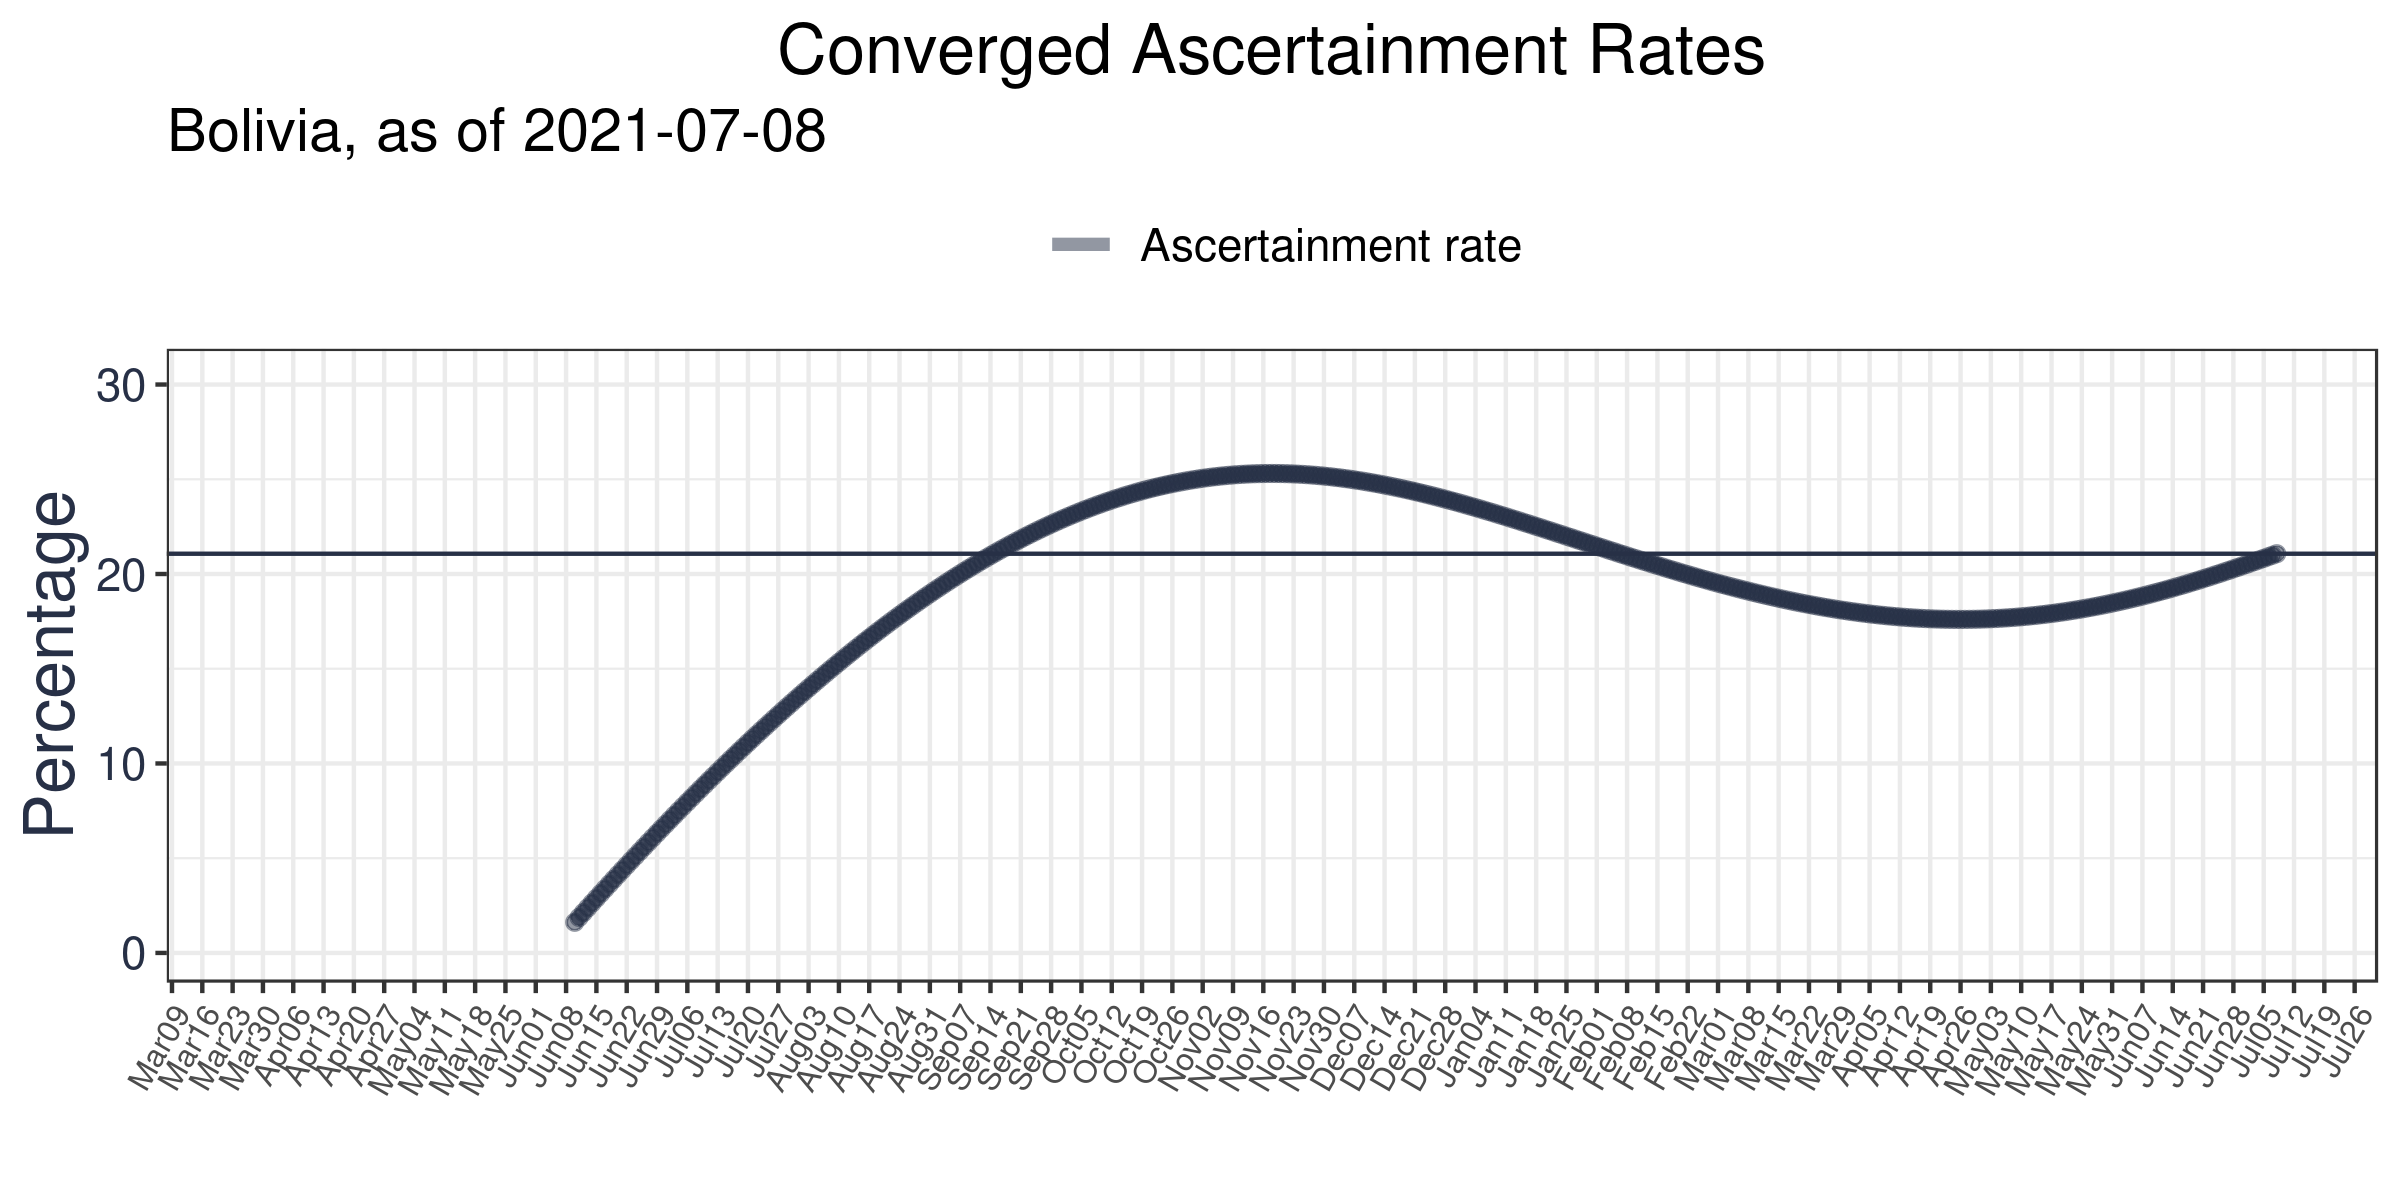 Converged Ascertainment Rates
Bolivia, as of 2021-07-08
Ascertainment rate
Percentage
30
20
10
0
Mar09 Mar16 Mar23 Mar30 Apr06 Apr13 Apr20 Apr27 May04 May11 May18 May25 Jun01 Jun08 Jun15 Jun22 Jun29 Jul06 Jul13 Jul20 Jul27 Aug03 Aug10 Aug17 Aug24 Aug31 Sep07 Sep14 Sep21 Sep28 Oct05 Oct12 Oct19 Oct26 Nov02 Nov09 Nov16 Nov23 Nov30 Dec07 Dec14 Dec21 Dec28 Jan04 Jan11 Jan18 Jan25 Feb01 Feb08 Feb15 Feb22 Mar01 Mar08 Mar15 Mar22 Mar29 Apr05 Apr12 Apr19 Apr26 May03 May10 May17 May24 May31 Jun07 Jun14 Jun21 Jun28 Jul05 Jul12 Jul19 Jul26